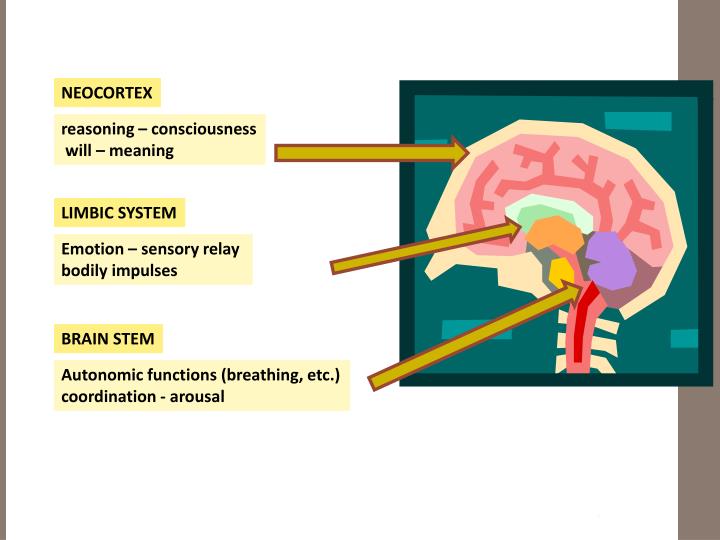 NEOCORTEX
reasoning – consciousness
will – meaning
LIMBIC SYSTEM
Emotion – sensory relay
bodily impulses
BRAIN STEM
Autonomic functions (breathing, etc.)
coordination - arousal